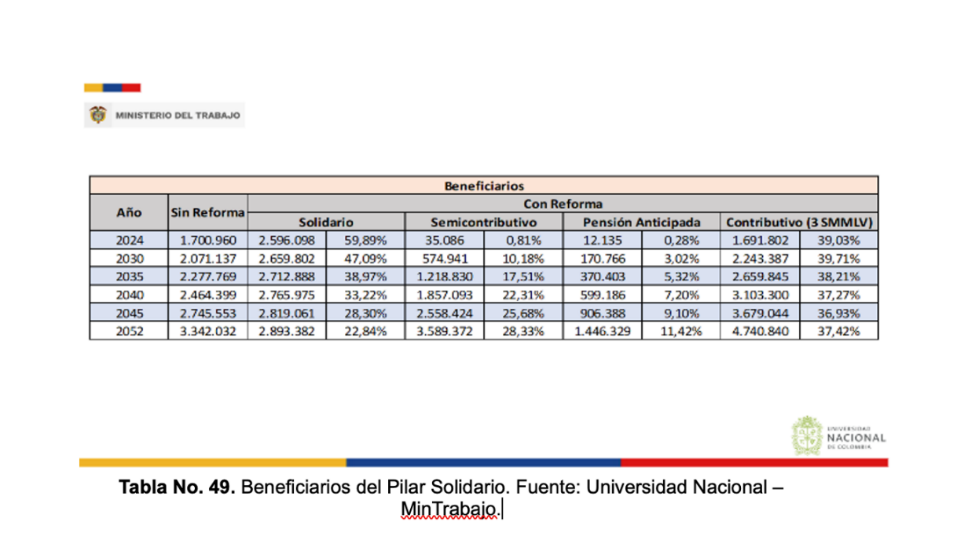 MINISTERIO DEL TRABAJO
Beneficiarios
Año Sin Reforma Con Reforma
Solidario Semicontributivo Pensión Anticipada Contributivo (3 SMMLV)
2024 1.700.960 2.596.098 59,89% 35.086 0,81% 12.135 0,28% 1.691.802 39,03%
2030 2.071.137 2.659.802 47,09% 574.941 10,18% 170.766 3,02% 2.243.387 39,71%
2035 2.277.769 2.712.888 38,97% 1.218.830 17,51% 370.403 5,32% 2.659.845 38,21%
2040 2.464.399 2.765.975 33,22% 1.857.093 22,31% 599.186 7,20% 3.103.300 37,27%
2045 2.745.553 2.819.061 28,30% 2.558.424 25,68% 906.388 9,10% 3.679.044 36,93%
2052 3.342.032 2.893.382 22,84% 3.589.372 28,33% 1.446.329 11,42% 4.740.840 37,42%
UNIVERSIDAD
NACIONAL
DE COLOMBIA
Tabla No. 49. Beneficiarios del Pilar Solidario. Fuente: Universidad Nacional –
MinTrabajo.